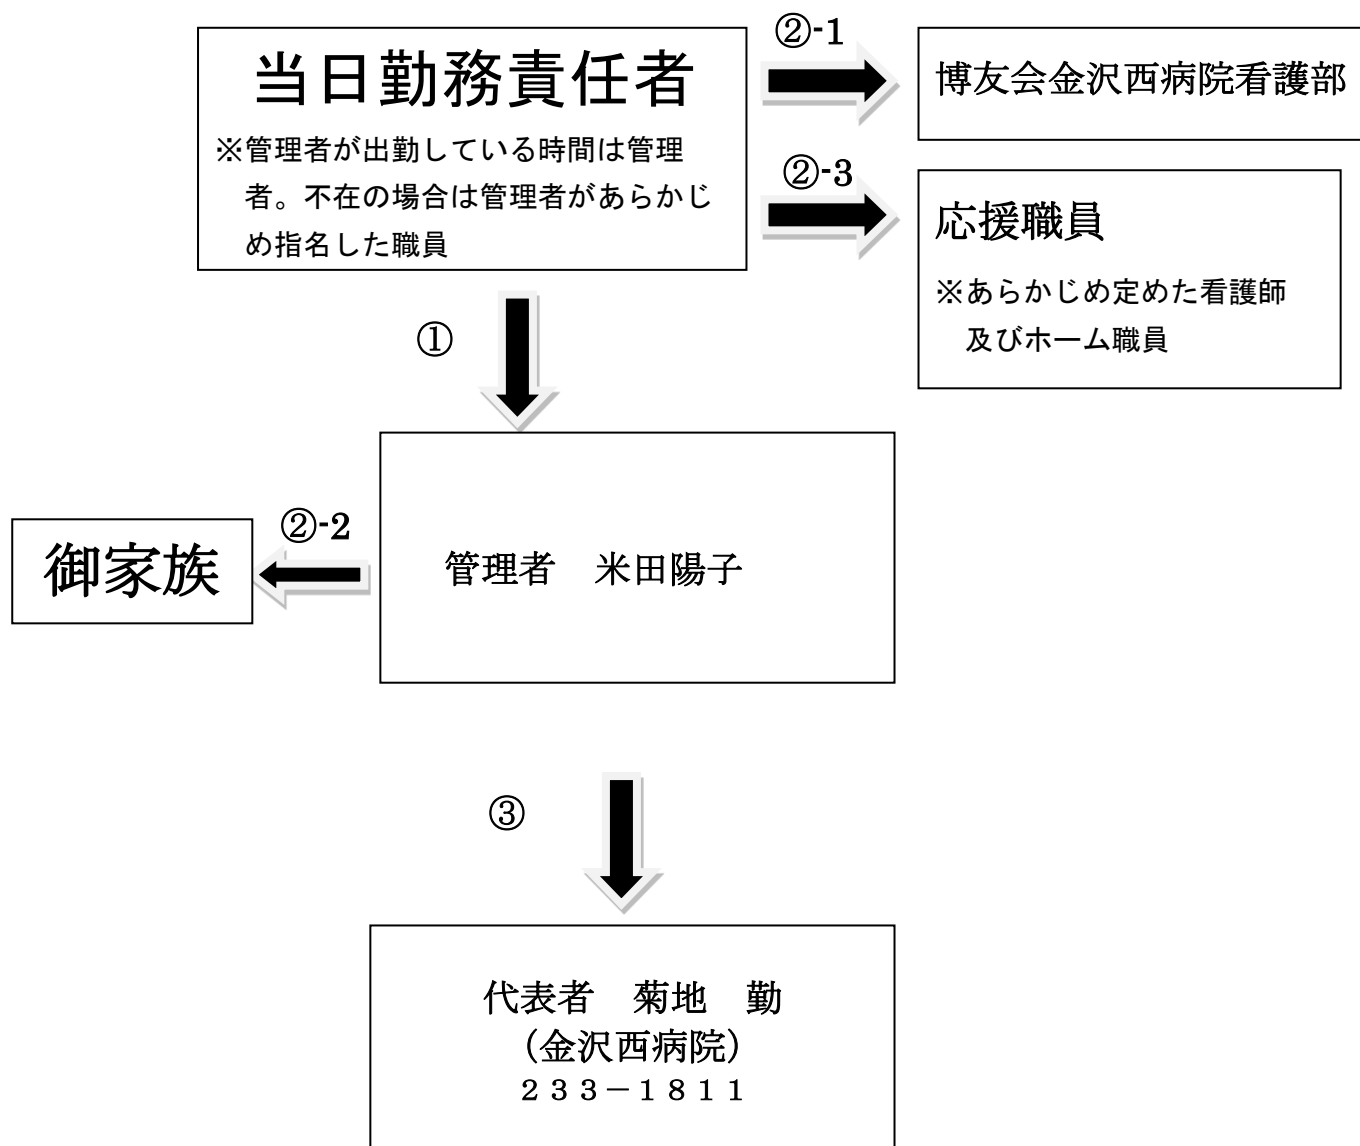 ②-1
当日勤務責任者
博友会金沢西病院看護部
※管理者が出勤している時間は管理
者。不在の場合は管理者があらかじ
め指名した職員
②-3
応援職員
※あらかじめ定めた看護師
及びホーム職員
①
②-2
御家族
管理者　米田陽子
③
代表者　菊地　勤
（金沢西病院）
２３３－１８１１